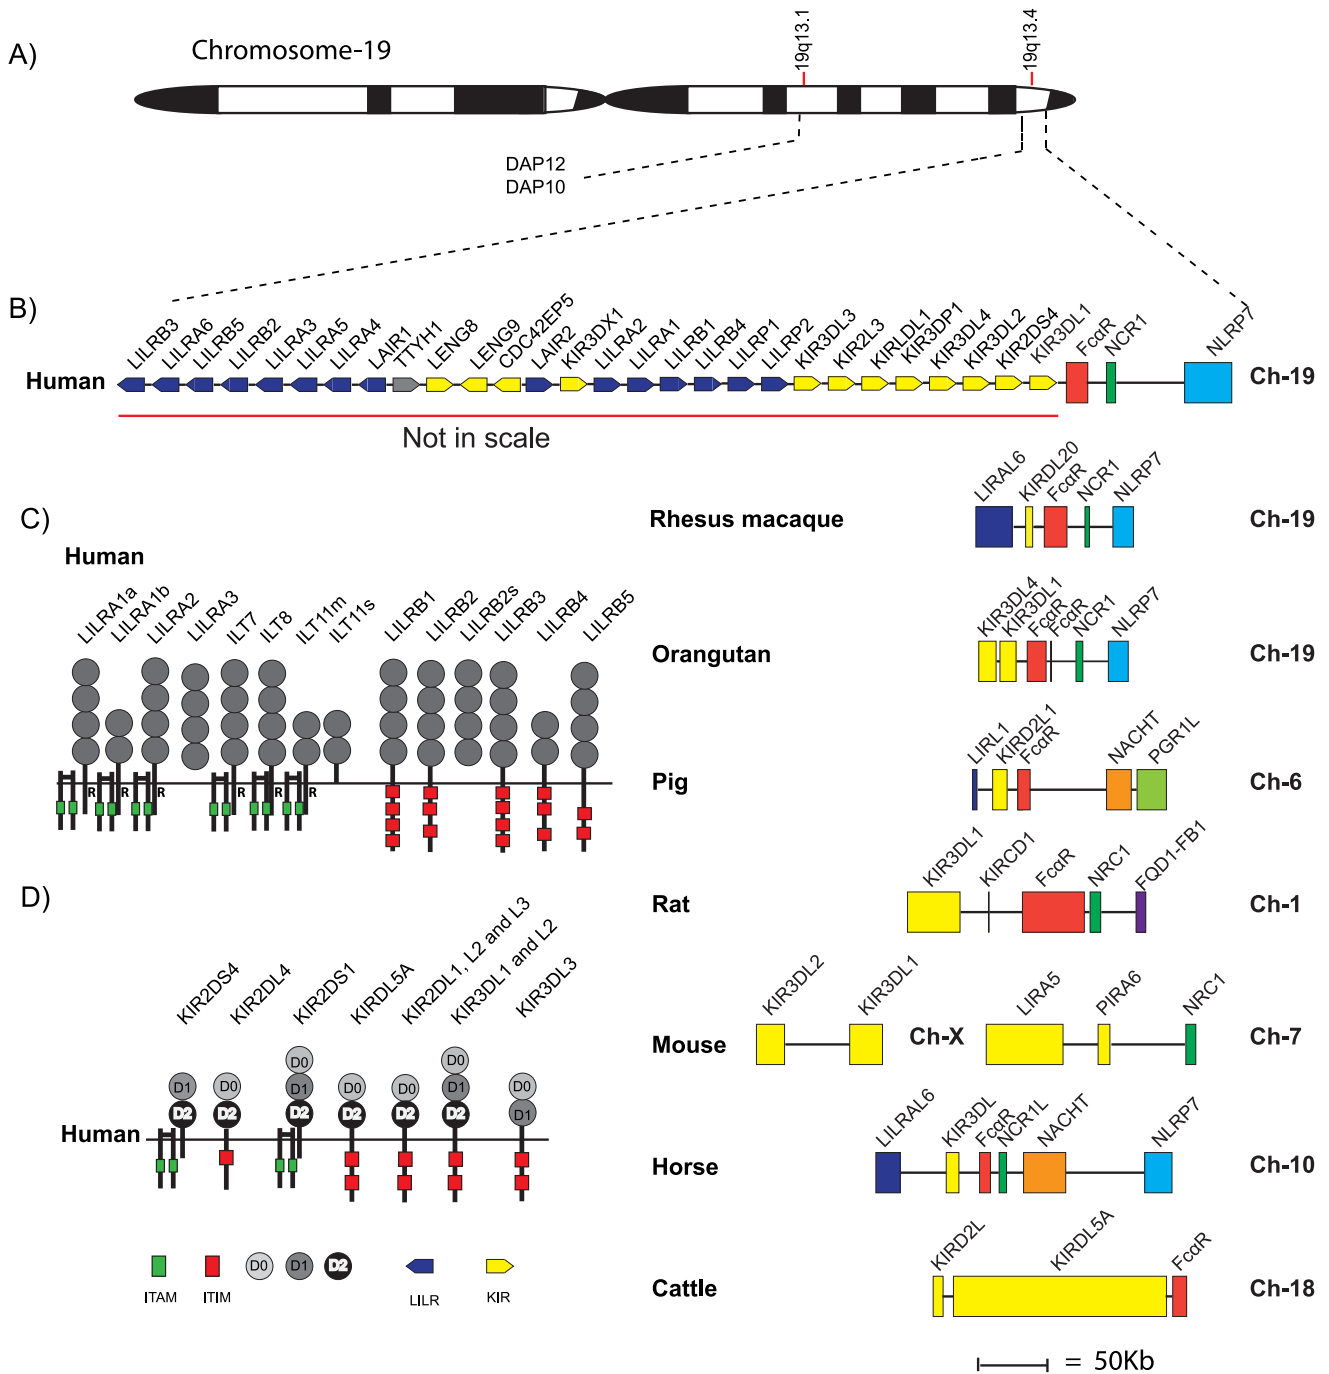 A)
Chromosome-19
19q13.1
19q13.4
DAP12
DAP10
B)
LILRB3
LILRA6
LILRB5
LILRB2
LILRA3
LILRA5
LILRA4
LAIR1
TTYH1
LENG8
LENG9
CDC42EP5
LAIR2
KIR3DX1
LILRA2
LILRA1
LILRB1
LILRB4
LILRP1
LILRP2
KIR3DL3
KIR2L3
KIRLDL1
KIR3DP1
KIR3DL4
KIR3DL2
KIR2DS4
KIR3DL1
FcαR
NCR1
NLRP7
Human
Ch-19
Not in scale
LIRAL6
KIRDL20
FcαR
NCR1
NLRP7
Rhesus macaque
Ch-19
KIR3DL4
KIR3DL1
FcαR
FcαR
NCR1
NLRP7
Orangutan
Ch-19
LIRL1
KIRD2L1
FcαR
NACHT
PGR1L
Pig
Ch-6
KIR3DL1
KIRCD1
FcαR
NRC1
FQD1-FB1
Rat
Ch-1
KIR3DL2
KIR3DL1
LIRA5
PIRA6
NRC1
Mouse
Ch-X
Ch-7
LILRAL6
KIR3DL
FcαR
NCR1L
NACHT
NLRP7
Horse
Ch-10
KIRD2L
KIRDL5A
FcαR
Cattle
Ch-18
= 50Kb
C)
Human
LILRA1a
LILRA1b
LILRA2
LILRA3
ILT7
ILT8
ILT11m
ILT11s
LILRB1
LILRB2
LILRB2s
LILRB3
LILRB4
LILRB5
R
R
R
R
R
R
D)
KIR2DS4
KIR2DL4
KIR2DS1
KIRDL5A
KIR2DL1, L2 and L3
KIR3DL1 and L2
KIR3DL3
D1
D2
D0
D2
D0
D1
D2
D0
D2
D0
D2
D0
D1
D2
D0
D1
Human
D0
D1
D2
ITAM
ITIM
LILR
KIR